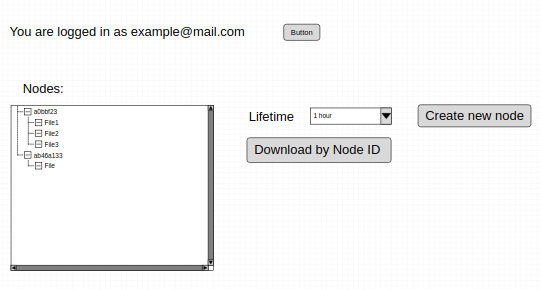 You are logged in as example@mail.com
Button
Nodes:
a0bbf23
File1
File2
File3
ab46a133
File
Lifetime
1 hour
Create new node
Download by Node ID